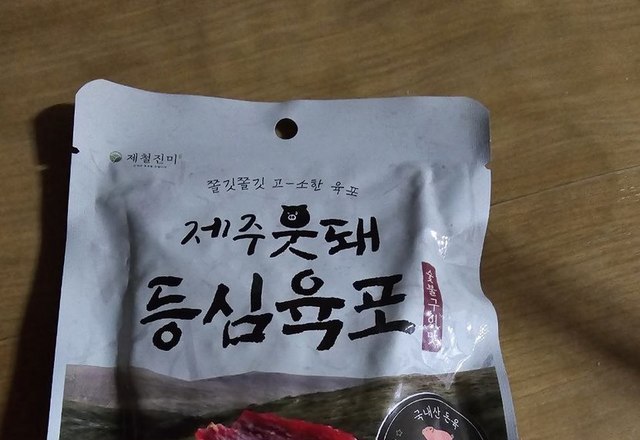 제철진미
쫄깃쫄깃 고-소한 육포
제주웃돼
등심육포
숯불구이맛
국내산 돈육